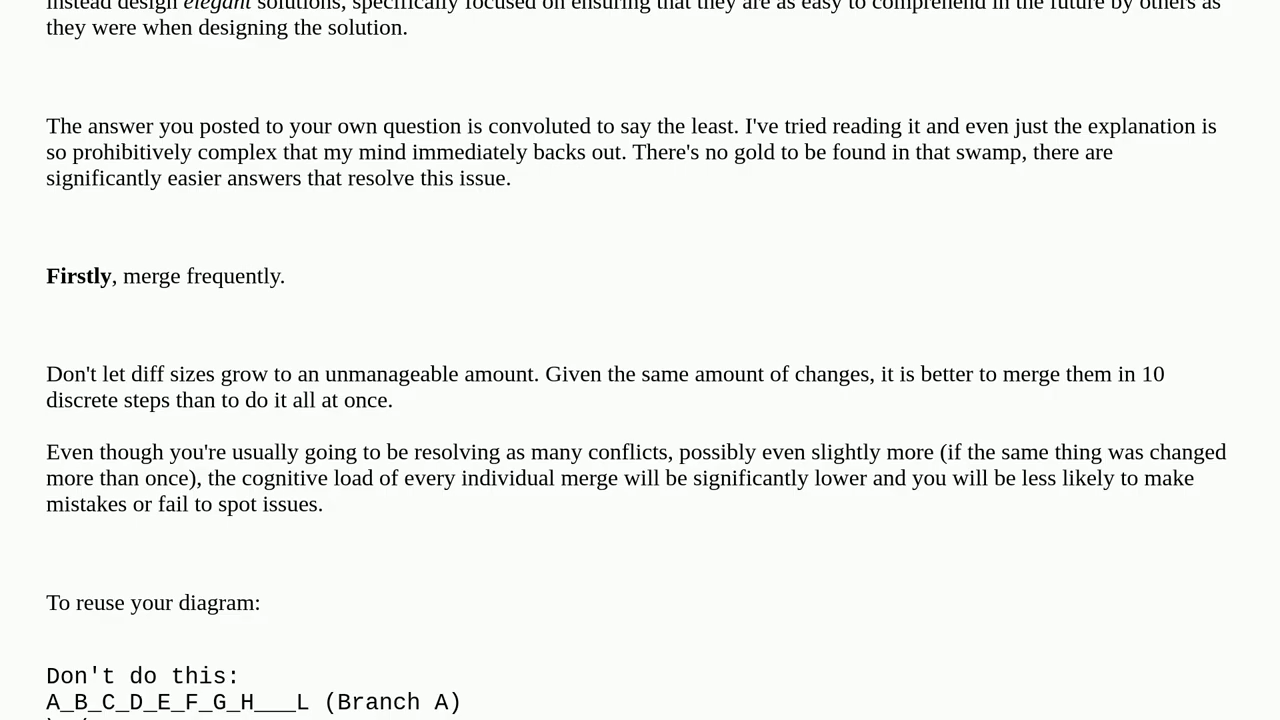 instead design elegant solutions, specifically focused on ensuring that they are as easy to comprehend in the future by others as
they were when designing the solution.
The answer you posted to your own question is convoluted to say the least. I've tried reading it and even just the explanation is
so prohibitively complex that my mind immediately backs out. There's no gold to be found in that swamp, there are
significantly easier answers that resolve this issue.
Firstly, merge frequently.
Don't let diff sizes grow to an unmanageable amount. Given the same amount of changes, it is better to merge them in 10
discrete steps than to do it all at once.
Even though you're usually going to be resolving as many conflicts, possibly even slightly more (if the same thing was changed
more than once), the cognitive load of every individual merge will be significantly lower and you will be less likely to make
mistakes or fail to spot issues.
To reuse your diagram:
Don't do this:
A_B_C_D_E_F_G_H___L (Branch A)